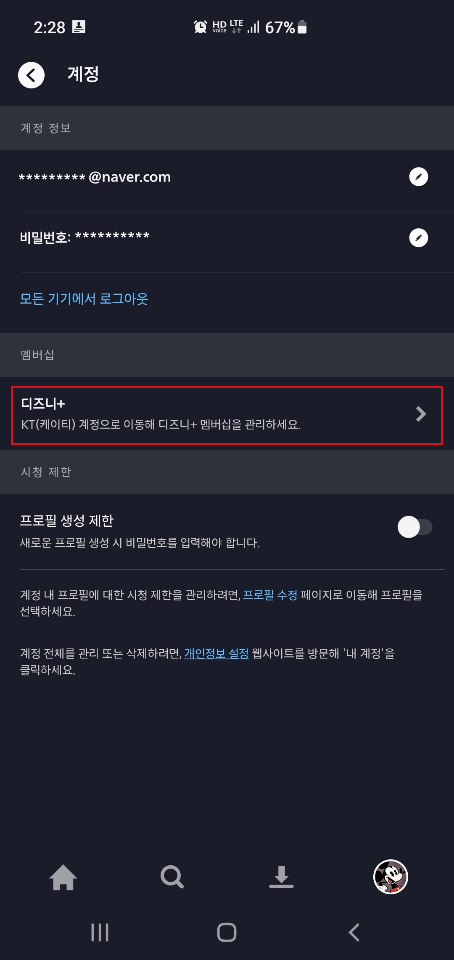 2:28
HD voice LTE 67%
계정
계정 정보
*********@naver.com
비밀번호: **********
모든 기기에서 로그아웃
멤버십
디즈니+
KT(케이티) 계정으로 이동해 디즈니+ 멤버십을 관리하세요.
시청 제한
프로필 생성 제한
새로운 프로필 생성 시 비밀번호를 입력해야 합니다.
계정 내 프로필에 대한 시청 제한을 관리하려면, 프로필 수정 페이지로 이동해 프로필을
선택하세요.
계정 전체를 관리 또는 삭제하려면, 개인정보 설정 웹사이트를 방문해 '내 계정'을
클릭하세요.